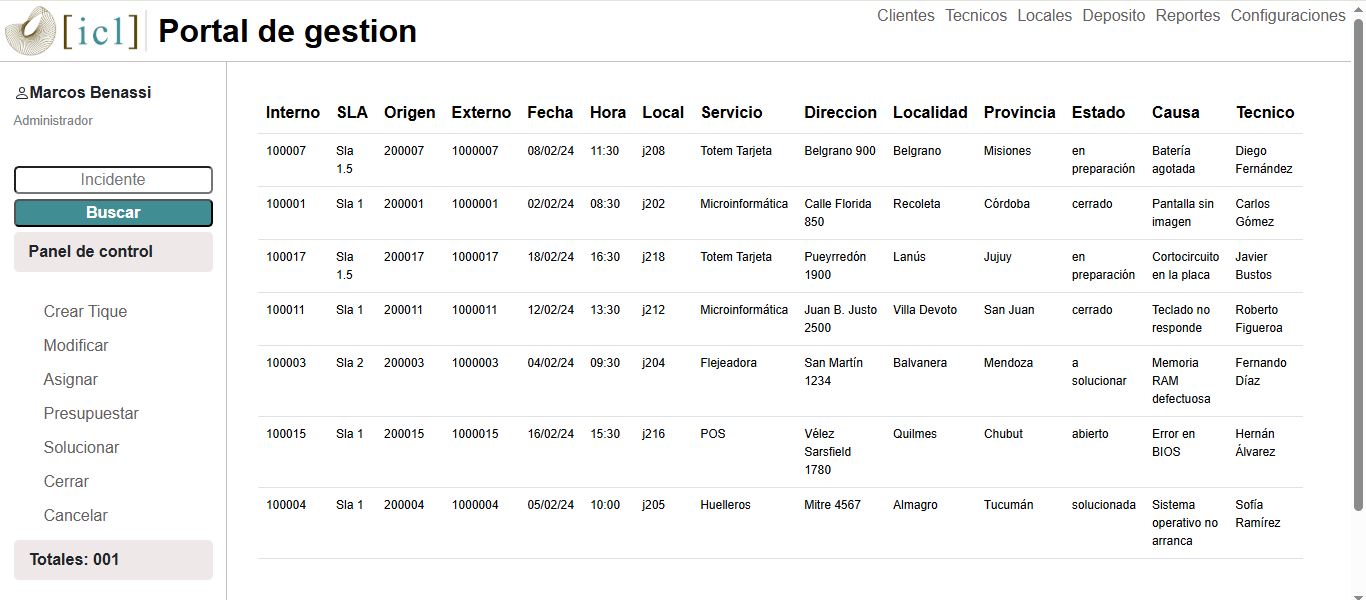 [icl]
Portal de gestion
Clientes Tecnicos Locales Deposito Reportes Configuraciones
Marcos Benassi
Administrador
Incidente
Buscar
Panel de control
Crear Tique
Modificar
Asignar
Presupuestar
Solucionar
Cerrar
Cancelar
Totales: 001
Interno SLA Origen Externo Fecha Hora Local Servicio Direccion Localidad Provincia Estado Causa Tecnico
100007 Sla 200007 1000007 08/02/24 11:30 j208 Totem Tarjeta Belgrano 900 Belgrano Misiones en Batería Diego
1.5 preparación agotada Fernández
100001 Sla 1 200001 1000001 02/02/24 08:30 j202 Microinformática Calle Florida Recoleta Córdoba cerrado Pantalla sin Carlos
850 imagen Gómez
100017 Sla 200017 1000017 18/02/24 16:30 j218 Totem Tarjeta Pueyrredón Lanús Jujuy en Cortocircuito Javier
1.5 1900 preparación en la placa Bustos
100011 Sla 1 200011 1000011 12/02/24 13:30 j212 Microinformática Juan B. Justo Villa Devoto San Juan cerrado Teclado no Roberto
2500 responde Figueroa
100003 Sla 2 200003 1000003 04/02/24 09:30 j204 Flejeadora San Martín Balvanera Mendoza a Memoria Fernando
1234 solucionar RAM Díaz
defectuosa
100015 Sla 1 200015 1000015 16/02/24 15:30 j216 POS Vélez Quilmes Chubut abierto Error en Hernán
Sarsfield BIOS Álvarez
1780
100004 Sla 1 200004 1000004 05/02/24 10:00 j205 Huelleros Mitre 4567 Almagro Tucumán solucionada Sistema Sofía
operativo no Ramírez
arranca